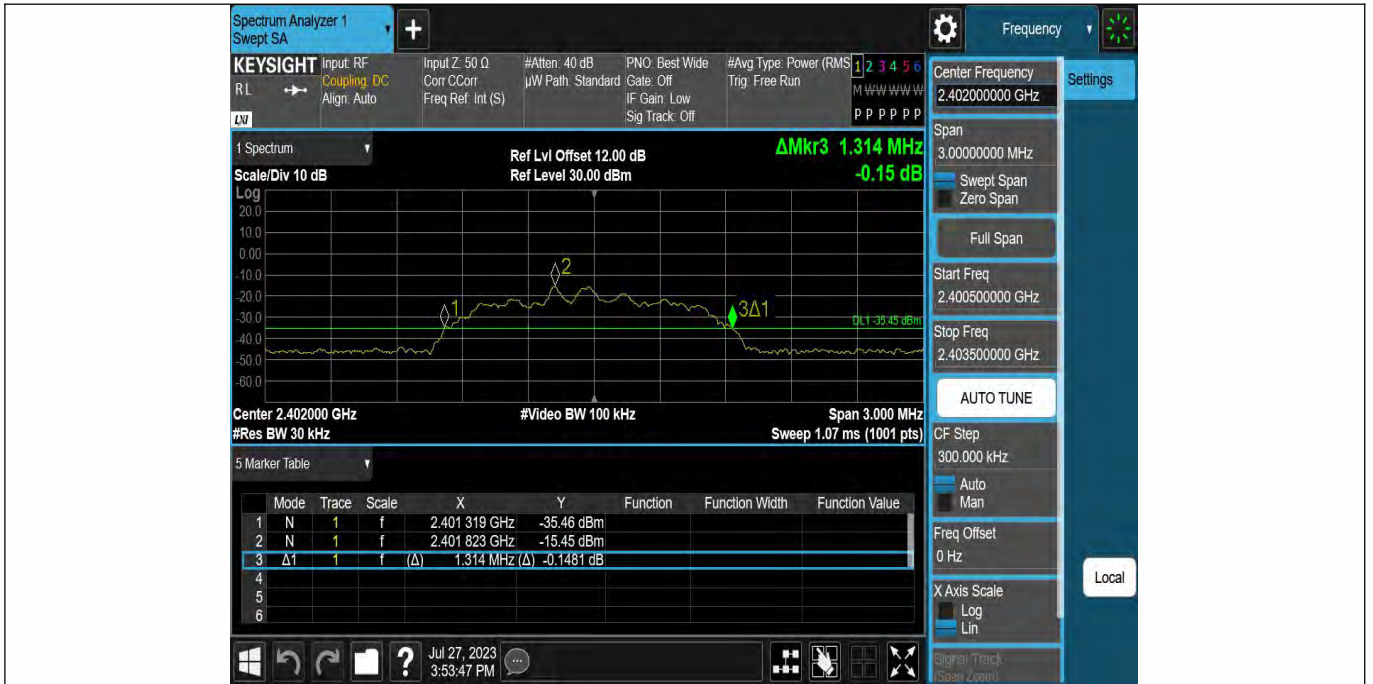 Spectrum Analyzer 1
Swept SA
+
Frequency
KEYSIGHT
RL
LXI
Input: RF
Coupling: DC
Align: Auto
Input Z: 50 Ω
Corr CCorr
Freq Ref: Int (S)
#Atten: 40 dB
µW Path: Standard
PNO: Best Wide
Gate: Off
IF Gain: Low
Sig Track: Off
#Avg Type: Power (RMS
Trig: Free Run
1 2 3 4 5 6
M W W W W W
P P P P P P
1 Spectrum
Scale/Div 10 dB
Ref Lvl Offset 12.00 dB
Ref Level 30.00 dBm
ΔMkr3 1.314 MHz
-0.15 dB
Log
20.0
10.0
0.00
-10.0
-20.0
-30.0
-40.0
-50.0
-60.0
1
2
3Δ1
DL1 -35.45 dBm
Center 2.402000 GHz
#Video BW 100 kHz
Span 3.000 MHz
#Res BW 30 kHz
Sweep 1.07 ms (1001 pts)
5 Marker Table
Mode Trace Scale X Y Function Function Width Function Value
1 N 1 f 2.401 319 GHz -35.46 dBm
2 N 1 f 2.401 823 GHz -15.45 dBm
3 Δ1 1 f (Δ) 1.314 MHz (Δ) -0.1481 dB
4
5
6
Jul 27, 2023
3:53:47 PM
?
Center Frequency
2.402000000 GHz
Settings
Span
3.00000000 MHz
Swept Span
Zero Span
Full Span
Start Freq
2.400500000 GHz
Stop Freq
2.403500000 GHz
AUTO TUNE
CF Step
300.000 kHz
Auto
Man
Freq Offset
0 Hz
X Axis Scale
Log
Lin
Signal Track
(Span Zoom)
Local